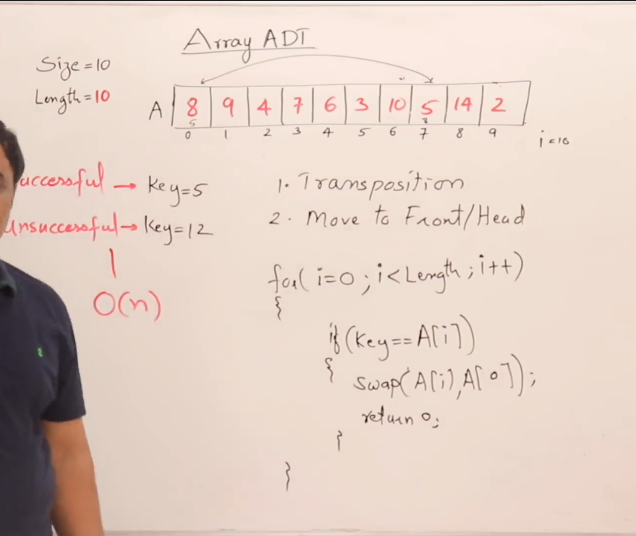 Array ADT
Size=10
Length=10
A 8 9 4 7 6 3 10 5 14 2
5 8
0 1 2 3 4 5 6 7 8 9
i=10
uccessful → Key=5
unsuccessful → Key=12
O(n)
1. Transposition
2. Move to Front/Head
for(i=0; i<Length; i++)
{
if(Key==A[i])
{
swap(A[i],A[0]);
return 0;
}
}